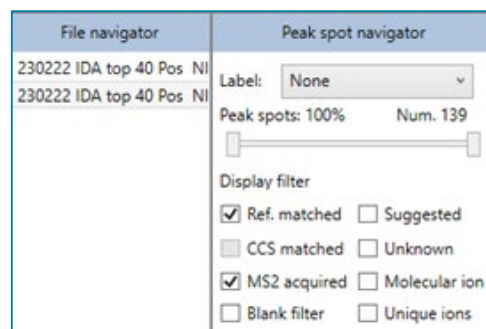 File navigator
230222 IDA top 40 Pos NI
230222 IDA top 40 Pos NI
Peak spot navigator
Label: None
Peak spots: 100% Num. 139
Display filter
Ref. matched Suggested
CCS matched Unknown
MS2 acquired Molecular ion
Blank filter Unique ions